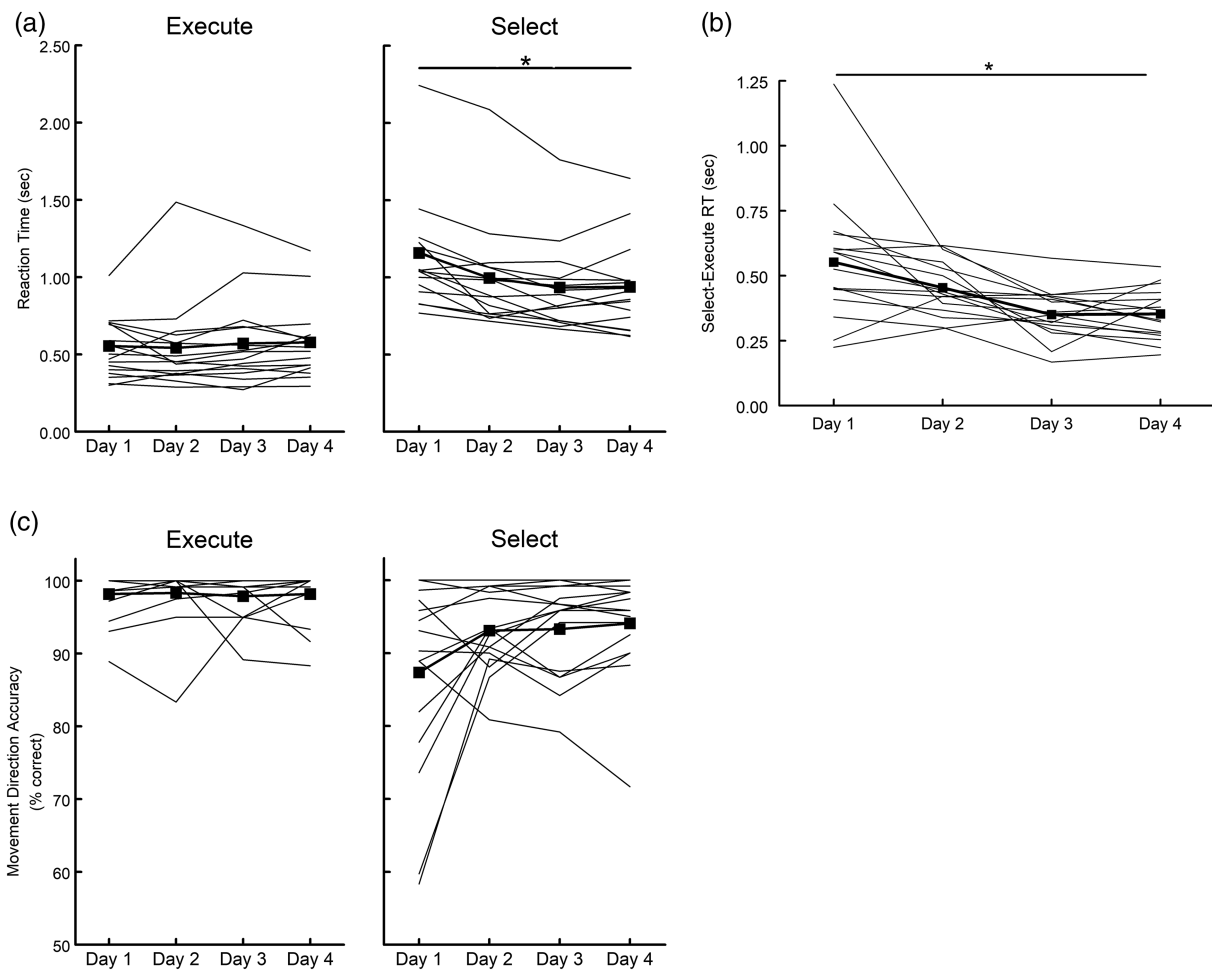 (a)
Execute
Select
*
Reaction Time (sec)
2.50
2.00
1.50
1.00
0.50
0.00
Day 1 Day 2 Day 3 Day 4
Day 1 Day 2 Day 3 Day 4
(b)
*
Select-Execute RT (sec)
1.25
1.00
0.75
0.50
0.25
0.00
Day 1 Day 2 Day 3 Day 4
(c)
Execute
Select
Movement Direction Accuracy
(% correct)
100
90
80
70
60
50
Day 1 Day 2 Day 3 Day 4
Day 1 Day 2 Day 3 Day 4